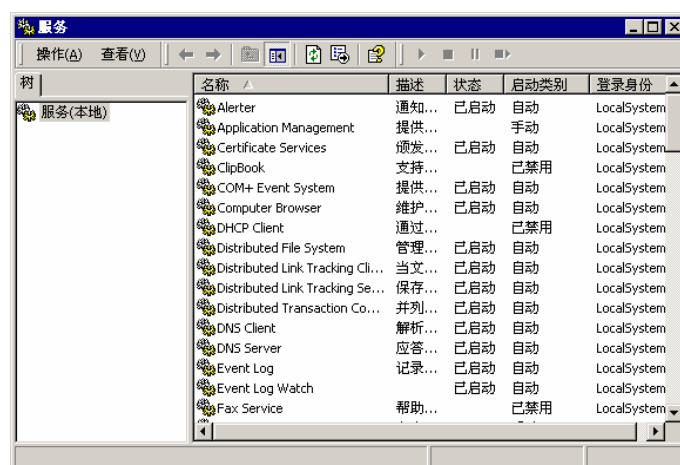 服务
操作(A) 查看(V)
树
服务(本地)
名称 描述 状态 启动类别 登录身份
Alerter 通知... 已启动 自动 LocalSystem
Application Management 提供... 手动 LocalSystem
Certificate Services 颁发... 已启动 自动 LocalSystem
ClipBook 支持... 已禁用 LocalSystem
COM+ Event System 提供... 已启动 自动 LocalSystem
Computer Browser 维护... 已启动 自动 LocalSystem
DHCP Client 通过... 已禁用 LocalSystem
Distributed File System 管理... 已启动 自动 LocalSystem
Distributed Link Tracking Cli... 当文... 已启动 自动 LocalSystem
Distributed Link Tracking Se... 保存... 已启动 自动 LocalSystem
Distributed Transaction Co... 并列... 已启动 自动 LocalSystem
DNS Client 解析... 已启动 自动 LocalSystem
DNS Server 应答... 已启动 自动 LocalSystem
Event Log 记录... 已启动 自动 LocalSystem
Event Log Watch 已启动 自动 LocalSystem
Fax Service 帮助... 已禁用 LocalSystem